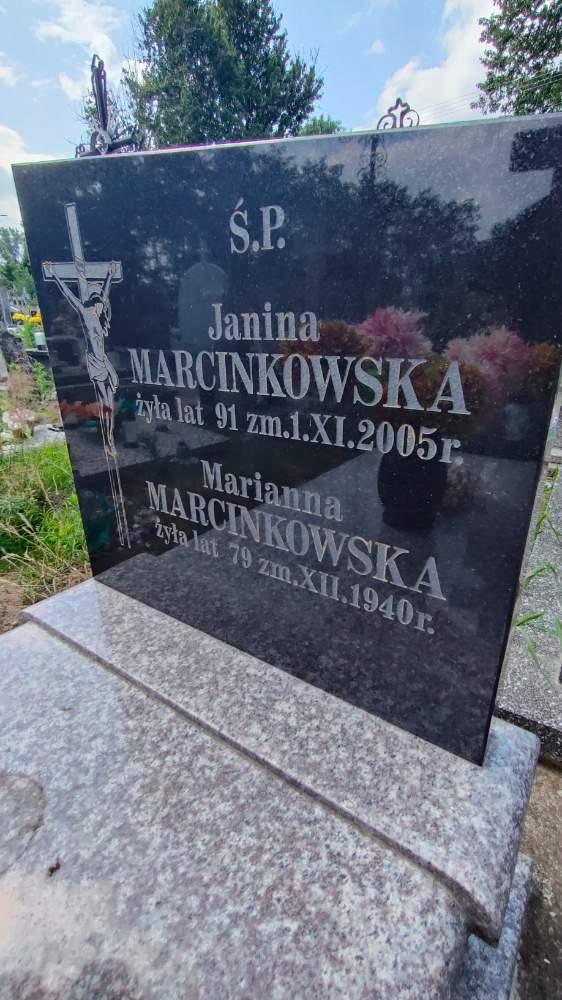 Ś.P.
Janina
MARCINKOWSKA
żyła lat 91 zm.1.XI.2005r.
Marianna
MARCINKOWSKA
żyła lat 79 zm.XII.1940r.